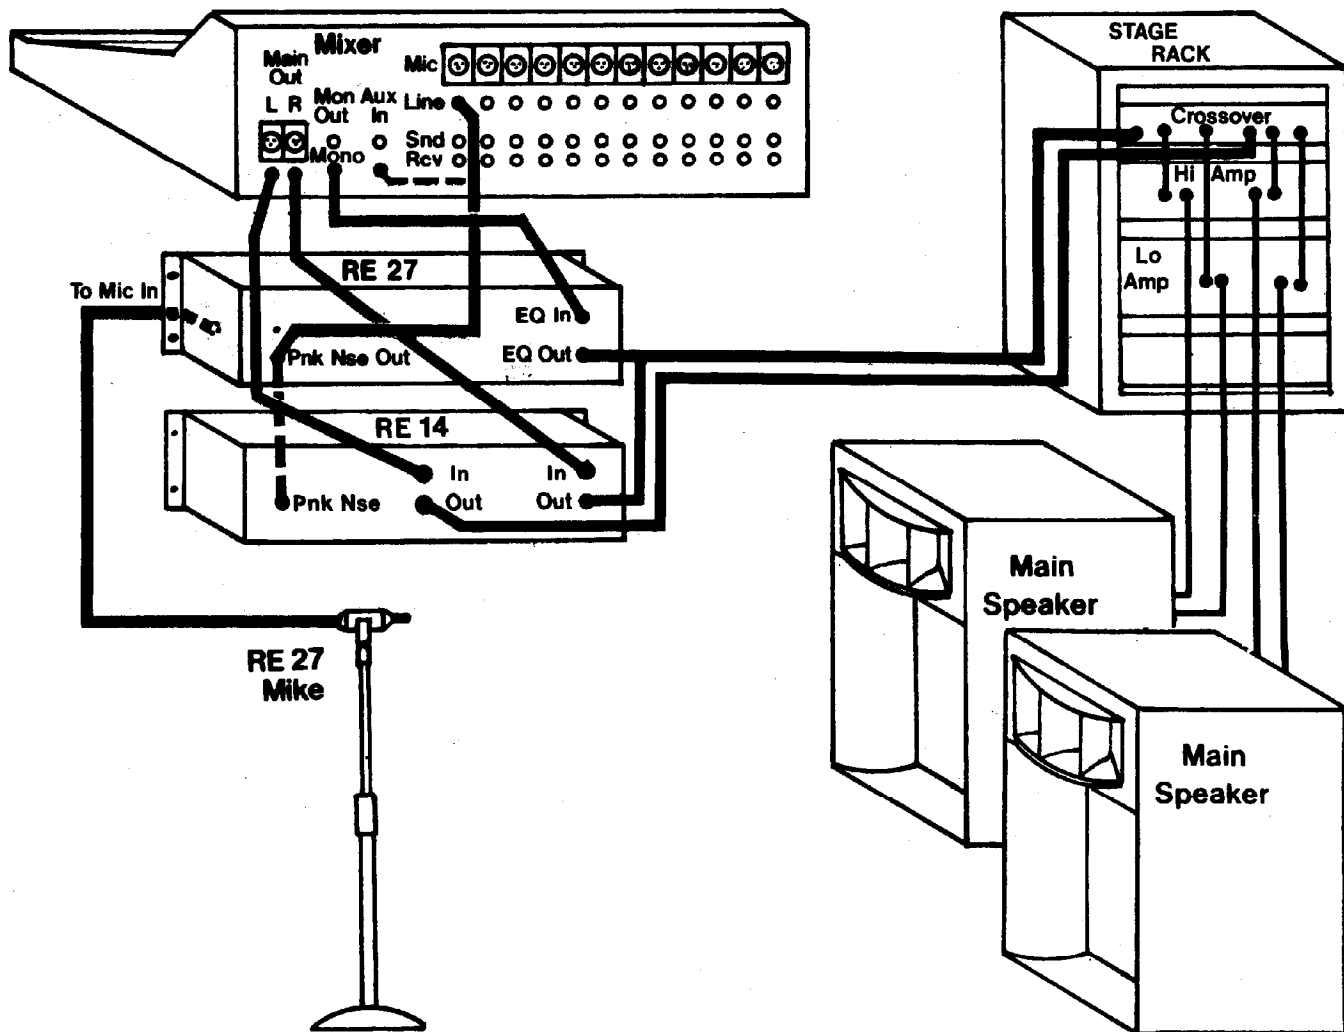 Mixer
Main
Out
L R
Mon
Out
Aux
In
Mono
Mic
Line
Snd
Rcv
STAGE
RACK
Crossover
Hi Amp
Lo
Amp
RE 27
To Mic In
EQ In
Pnk Nse Out
EQ Out
RE 14
In
In
Pnk Nse
Out
Out
RE 27
Mike
Main
Speaker
Main
Speaker